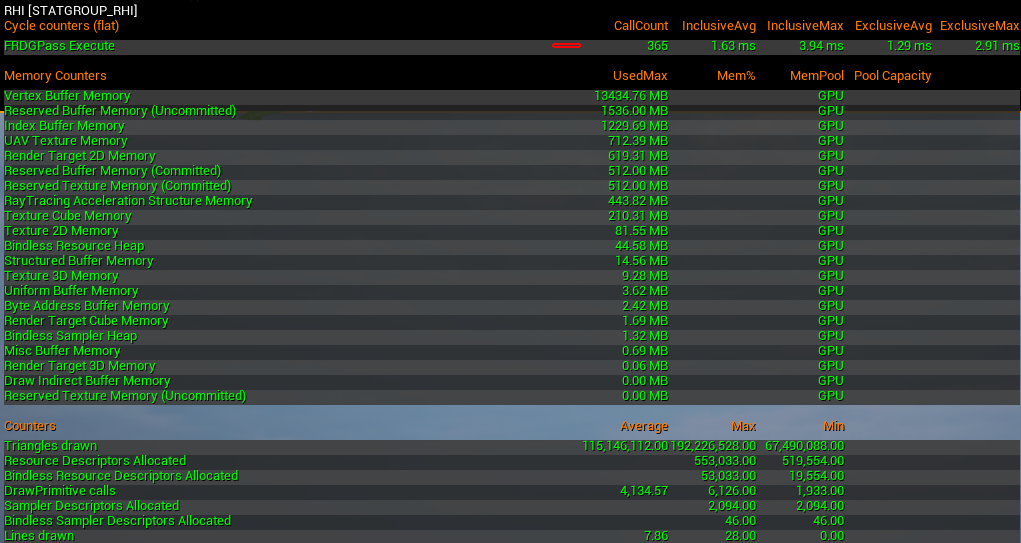 RHI [STATGROUP_RHI]
Cycle counters (flat) CallCount InclusiveAvg InclusiveMax ExclusiveAvg ExclusiveMax
FRDGPass Execute 365 1.63 ms 3.94 ms 1.29 ms 2.91 ms
Memory Counters UsedMax Mem% MemPool Pool Capacity
Vertex Buffer Memory 13434.76 MB GPU
Reserved Buffer Memory (Uncommitted) 1536.00 MB GPU
Index Buffer Memory 1229.69 MB GPU
UAV Texture Memory 712.39 MB GPU
Render Target 2D Memory 619.31 MB GPU
Reserved Buffer Memory (Committed) 512.00 MB GPU
Reserved Texture Memory (Committed) 512.00 MB GPU
RayTracing Acceleration Structure Memory 443.82 MB GPU
Texture Cube Memory 210.31 MB GPU
Texture 2D Memory 81.55 MB GPU
Bindless Resource Heap 44.58 MB GPU
Structured Buffer Memory 14.56 MB GPU
Texture 3D Memory 9.28 MB GPU
Uniform Buffer Memory 3.62 MB GPU
Byte Address Buffer Memory 2.42 MB GPU
Render Target Cube Memory 1.69 MB GPU
Bindless Sampler Heap 1.32 MB GPU
Misc Buffer Memory 0.69 MB GPU
Render Target 3D Memory 0.06 MB GPU
Draw Indirect Buffer Memory 0.00 MB GPU
Reserved Texture Memory (Uncommitted) 0.00 MB GPU
Counters Average Max Min
Triangles drawn 115,146,112.00 192,226,528.00 67,490,088.00
Resource Descriptors Allocated 553,033.00 519,554.00
Bindless Resource Descriptors Allocated 53,033.00 19,554.00
DrawPrimitive calls 4,134.57 6,126.00 1,933.00
Sampler Descriptors Allocated 2,094.00 2,094.00
Bindless Sampler Descriptors Allocated 46.00 46.00
Lines drawn 7.86 28.00 0.00